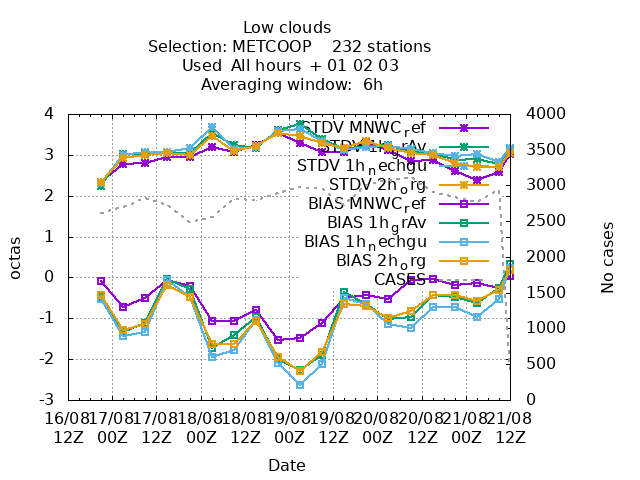 Low clouds
Selection: METCOOP 232 stations
Used All hours + 01 02 03
Averaging window: 6h
octas
4
3
2
1
0
-1
-2
-3
4000
3500
3000
2500
2000
1500
1000
500
0
No cases
STDV MNWC_ref
STDV 1h_grAv
STDV 1h_nechgu
STDV 2h_org
BIAS MNWC_ref
BIAS 1h_grAv
BIAS 1h_nechgu
BIAS 2h_org
CASES
16/08 17/08 17/08 18/08 18/08 19/08 19/08 20/08 20/08 21/08 21/08
12Z 00Z 12Z 00Z 12Z 00Z 12Z 00Z 12Z 00Z 12Z
Date